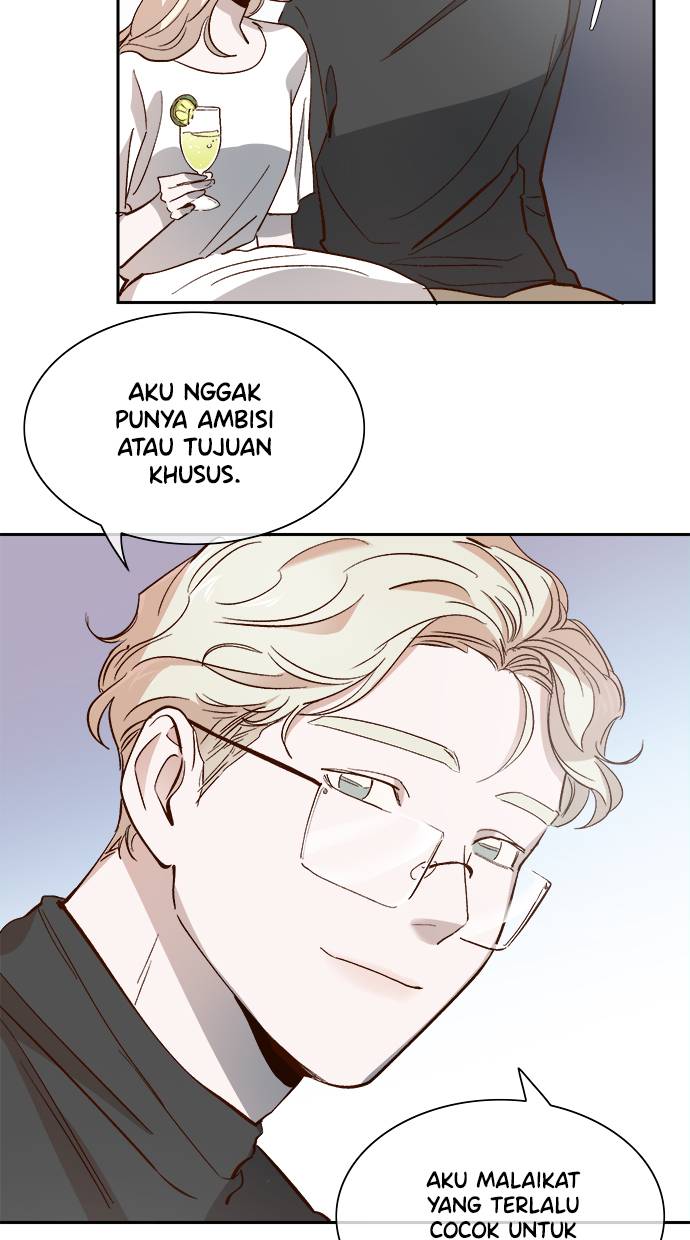 AKU NGGAK
PUNYA AMBISI
ATAU TUJUAN
KHUSUS.
AKU MALAIKAT
YANG TERLALU
COCOK UNTUK